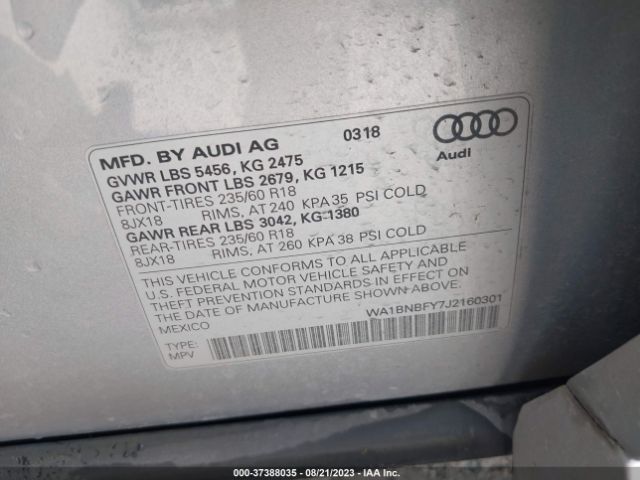 MFD. BY AUDI AG 0318
Audi
GVWR LBS 5456, KG 2475
GAWR FRONT LBS 2679, KG 1215
FRONT-TIRES 235/60 R18
8JX18 RIMS, AT 240 KPA 35 PSI COLD
GAWR REAR LBS 3042, KG 1380
REAR-TIRES 235/60 R18
8JX18 RIMS, AT 260 KPA 38 PSI COLD
THIS VEHICLE CONFORMS TO ALL APPLICABLE
U.S. FEDERAL MOTOR VEHICLE SAFETY AND
THEFT PREVENTION STANDARDS IN EFFECT ON
THE DATE OF MANUFACTURE SHOWN ABOVE.
MEXICO WA1BNBFY7J2160301
TYPE:
MPV
000-37388035 - 08/21/2023 - IAA Inc.